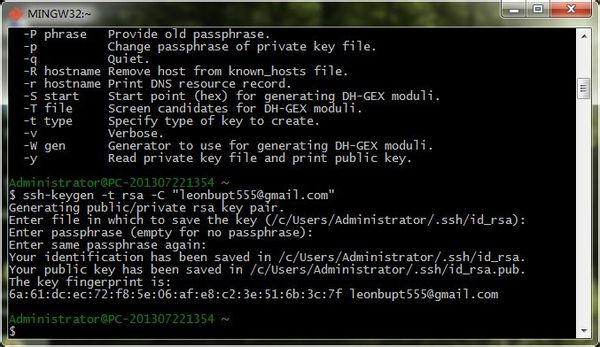 MINGW32:~
-P phrase   Provide old passphrase.
-p          Change passphrase of private key file.
-q          Quiet.
-R hostname Remove host from known_hosts file.
-r hostname Print DNS resource record.
-S start    Start point (hex) for generating DH-GEX moduli.
-T file     Screen candidates for DH-GEX moduli.
-t type     Specify type of key to create.
-v          Verbose.
-W gen      Generator to use for generating DH-GEX moduli.
-y          Read private key file and print public key.
Administrator@PC-201307221354 ~
$ ssh-keygen -t rsa -C "leonbupt555@gmail.com"
Generating public/private rsa key pair.
Enter file in which to save the key (/c/Users/Administrator/.ssh/id_rsa):
Enter passphrase (empty for no passphrase):
Enter same passphrase again:
Your identification has been saved in /c/Users/Administrator/.ssh/id_rsa.
Your public key has been saved in /c/Users/Administrator/.ssh/id_rsa.pub.
The key fingerprint is:
6a:61:dc:ec:72:f8:5e:06:af:e8:c2:3e:51:6b:3c:7f leonbupt555@gmail.com
Administrator@PC-201307221354 ~
$